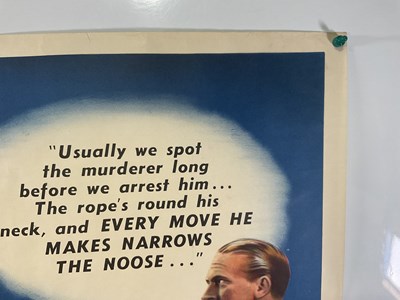 "Usually we spot
the murderer long
before we arrest him...
The rope's round his
neck, and EVERY MOVE HE
MAKES NARROWS
THE NOOSE..."